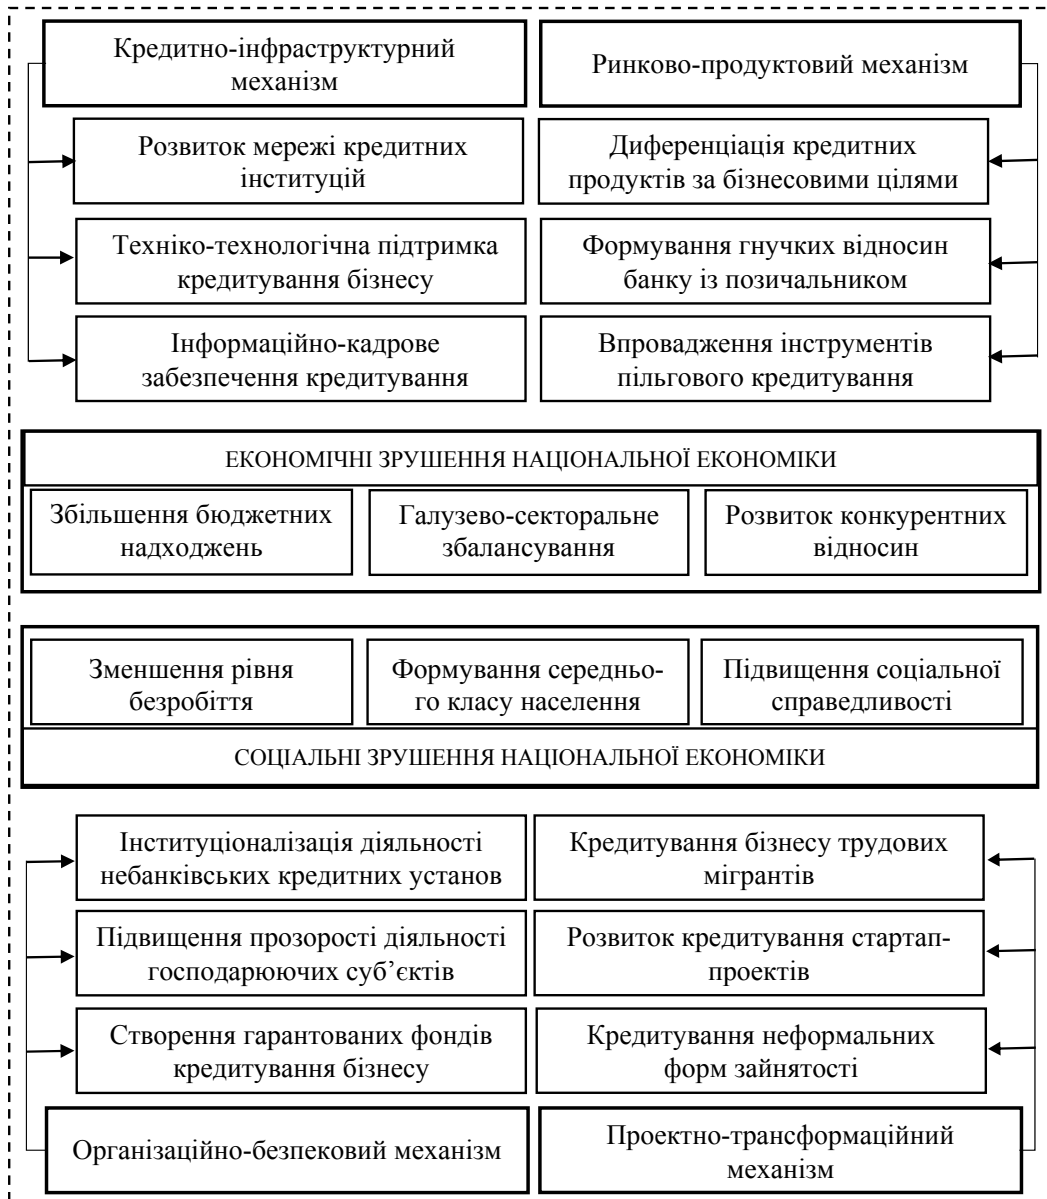 Кредитно-інфраструктурний
механізм
Ринково-продуктовий механізм
Розвиток мережі кредитних
інституцій
Диференціація кредитних
продуктів за бізнесовими цілями
Техніко-технологічна підтримка
кредитування бізнесу
Формування гнучких відносин
банку із позичальником
Інформаційно-кадрове
забезпечення кредитування
Впровадження інструментів
пільгового кредитування
ЕКОНОМІЧНІ ЗРУШЕННЯ НАЦІОНАЛЬНОЇ ЕКОНОМІКИ
Збільшення бюджетних
надходжень
Галузево-секторальне
збалансування
Розвиток конкурентних
відносин
Зменшення рівня
безробіття
Формування середньо-
го класу населення
Підвищення соціальної
справедливості
СОЦІАЛЬНІ ЗРУШЕННЯ НАЦІОНАЛЬНОЇ ЕКОНОМІКИ
Інституціоналізація діяльності
небанківських кредитних установ
Кредитування бізнесу трудових
мігрантів
Підвищення прозорості діяльності
господарюючих суб’єктів
Розвиток кредитування стартап-
проектів
Створення гарантованих фондів
кредитування бізнесу
Кредитування неформальних
форм зайнятості
Організаційно-безпековий механізм
Проектно-трансформаційний
механізм